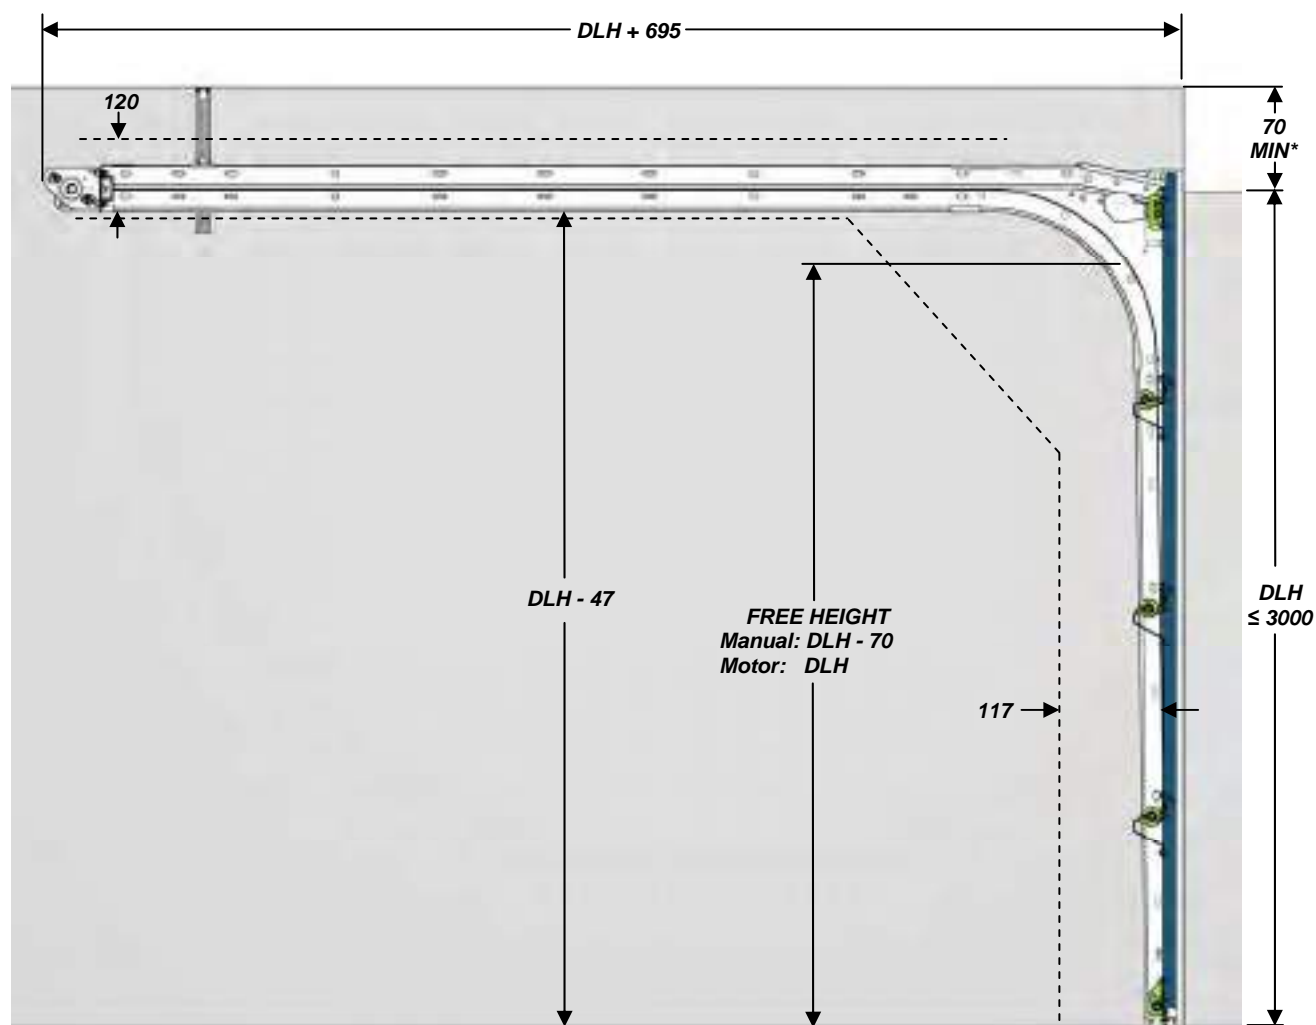 DLH + 695
120
70
MIN*
DLH - 47
FREE HEIGHT
Manual: DLH - 70
Motor: DLH
DLH
≤ 3000
117